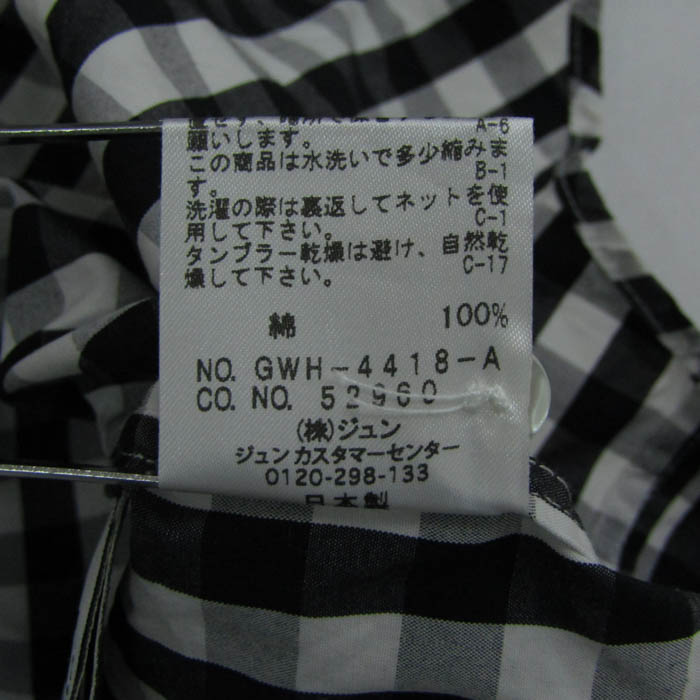 願いします。 A-6
この商品は水洗いで多少縮みま
す。 B-1
洗濯の際は裏返してネットを使
用して下さい。 C-1
タンブラー乾燥は避け、自然乾
燥して下さい。 C-17
綿 100%
NO. GWH-4418-A
CO. NO. 52960
(株)ジュン
ジュン カスタマーセンター
0120-298-133
日本製